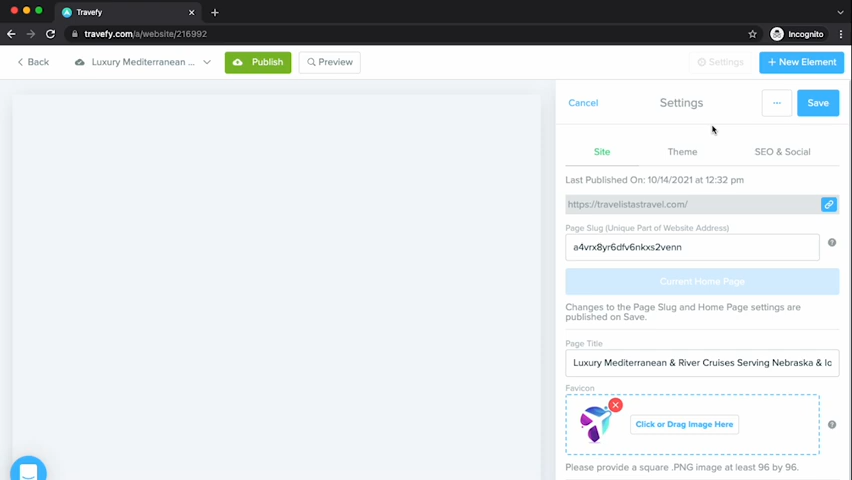 Travefy
travefy.com/a/website/216992
Incognito
Back
Luxury Mediterranean ...
Publish
Preview
Settings
+ New Element
Cancel
Settings
...
Save
Site
Theme
SEO & Social
Last Published On: 10/14/2021 at 12:32 pm
https://travelistastravel.com/
Page Slug (Unique Part of Website Address)
a4vrx8yr6dfv6nkxs2venn
?
Current Home Page
Changes to the Page Slug and Home Page settings are
published on Save.
Page Title
Luxury Mediterranean & River Cruises Serving Nebraska & Ic
Favicon
Click or Drag Image Here
?
Please provide a square .PNG image at least 96 by 96.